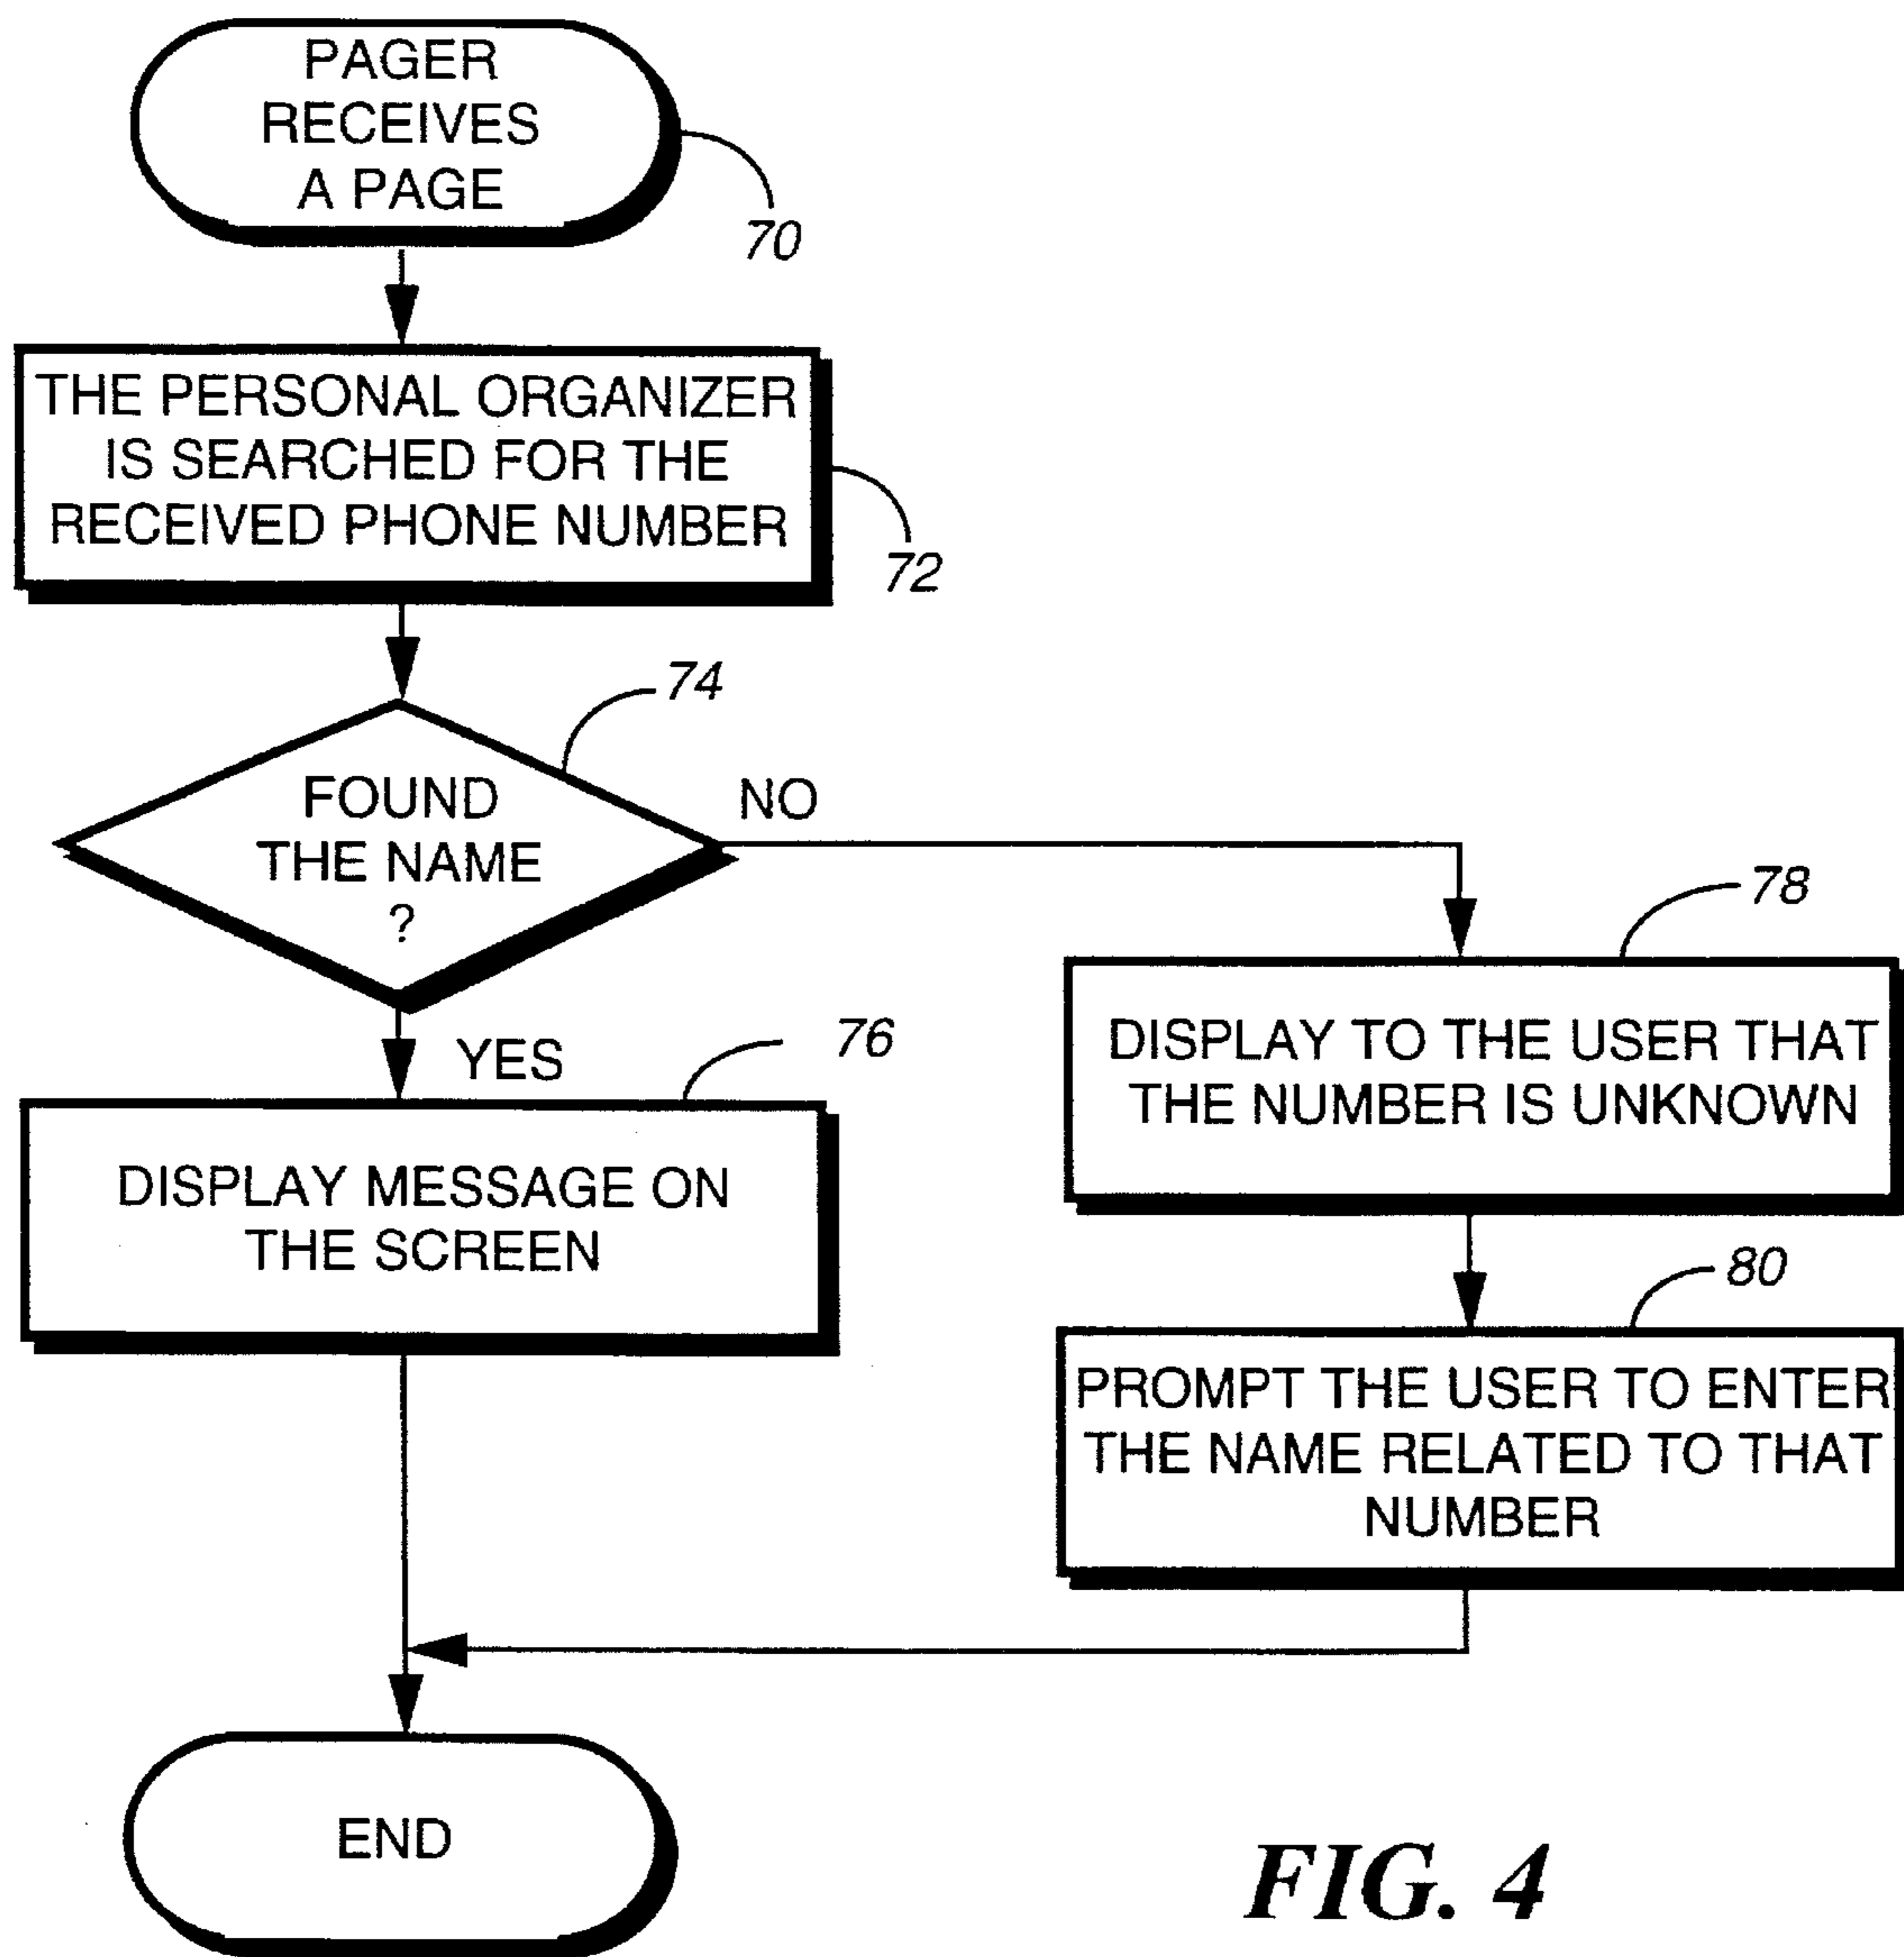 PAGER
RECEIVES
A PAGE
70
THE PERSONAL ORGANIZER
IS SEARCHED FOR THE
RECEIVED PHONE NUMBER
72
74
FOUND
THE NAME
?
NO
YES
76
DISPLAY MESSAGE ON
THE SCREEN
78
DISPLAY TO THE USER THAT
THE NUMBER IS UNKNOWN
80
PROMPT THE USER TO ENTER
THE NAME RELATED TO THAT
NUMBER
END
FIG. 4